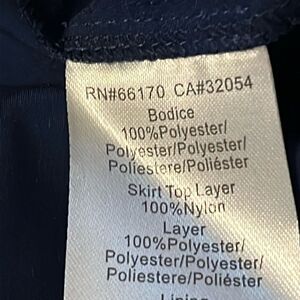 RN#66170 CA#32054
Bodice
100%Polyester/
Polyester/Polyester/
Poliestere/Poliéster
Skirt Top Layer
100%Nylon
Layer
100%Polyester/
Polyester/Polyester/
Poliestere/Poliéster
Lining